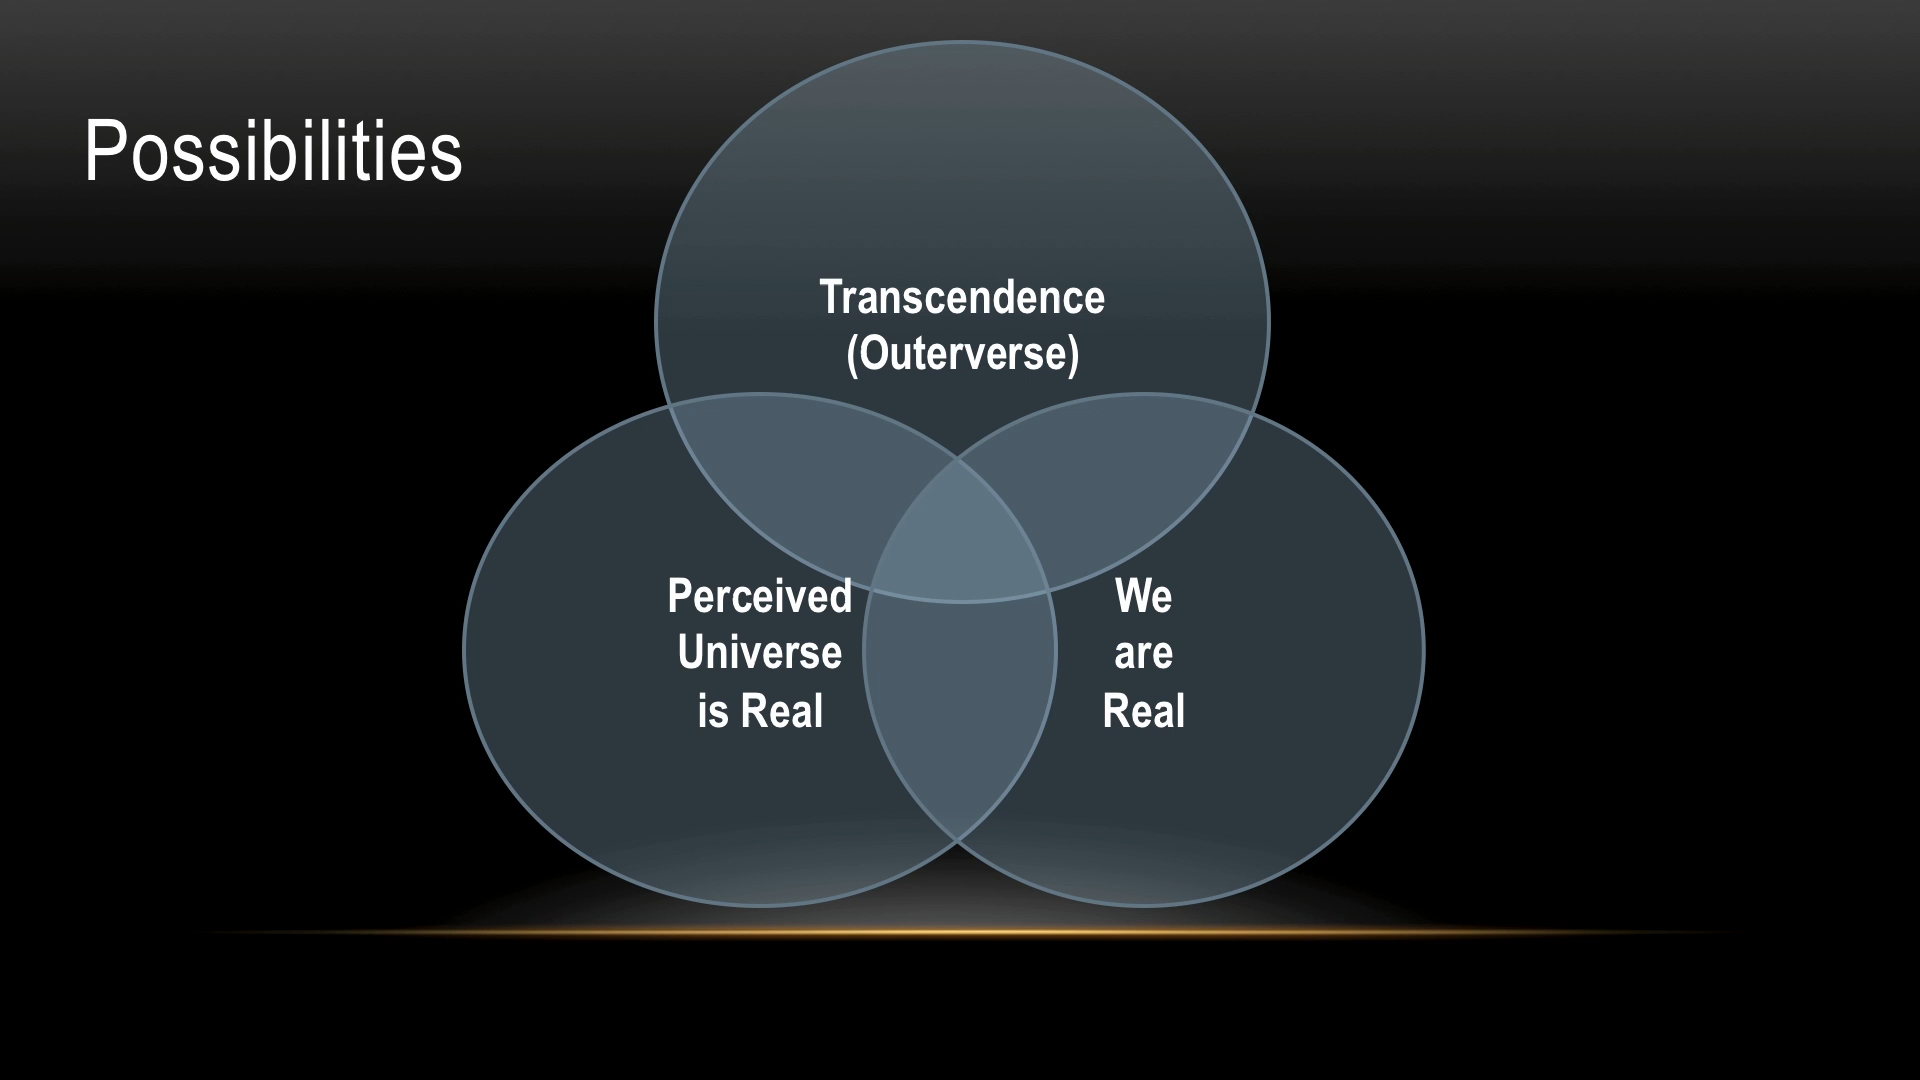 Possibilities
Transcendence
(Outerverse)
Perceived
Universe
is Real
We
are
Real